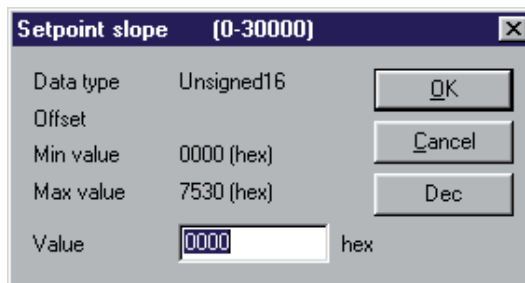 Setpoint slope (0-30000)
Data type Unsigned16
OK
Offset
Cancel
Min value 0000 (hex)
Max value 7530 (hex)
Dec
Value 0000 hex